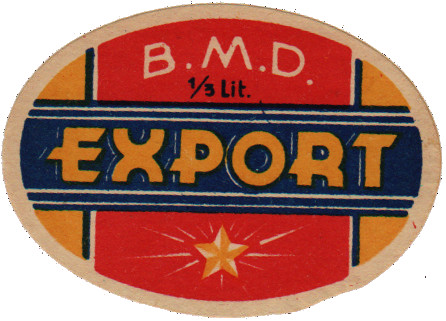 B.M.D.
1/3 Lit.
EXPORT